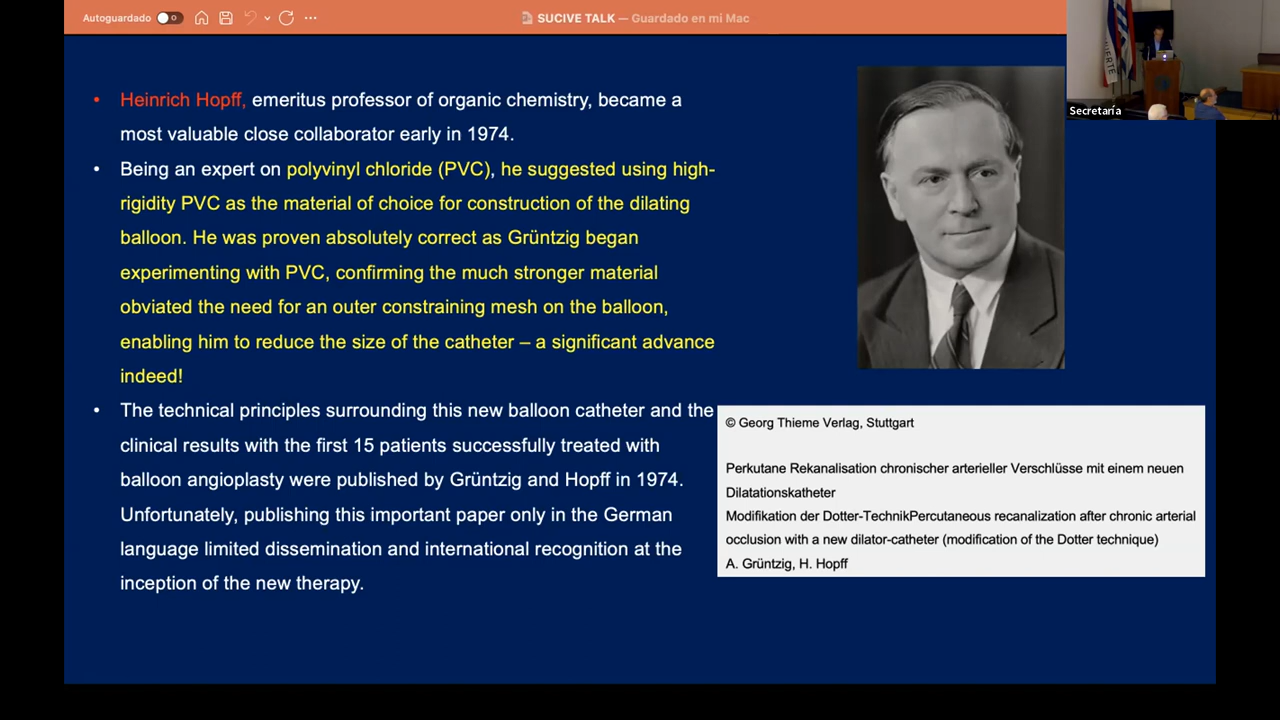 Autoguardado
SUCIVE TALK — Guardado en mi Mac
Secretaría
• Heinrich Hopff, emeritus professor of organic chemistry, became a
most valuable close collaborator early in 1974.
• Being an expert on polyvinyl chloride (PVC), he suggested using high-
rigidity PVC as the material of choice for construction of the dilating
balloon. He was proven absolutely correct as Grüntzig began
experimenting with PVC, confirming the much stronger material
obviated the need for an outer constraining mesh on the balloon,
enabling him to reduce the size of the catheter – a significant advance
indeed!
• The technical principles surrounding this new balloon catheter and the
clinical results with the first 15 patients successfully treated with
balloon angioplasty were published by Grüntzig and Hopff in 1974.
Unfortunately, publishing this important paper only in the German
language limited dissemination and international recognition at the
inception of the new therapy.
© Georg Thieme Verlag, Stuttgart
Perkutane Rekanalisation chronischer arterieller Verschlüsse mit einem neuen
Dilatationskatheter
Modifikation der Dotter-TechnikPercutaneous recanalization after chronic arterial
occlusion with a new dilator-catheter (modification of the Dotter technique)
A. Grüntzig, H. Hopff